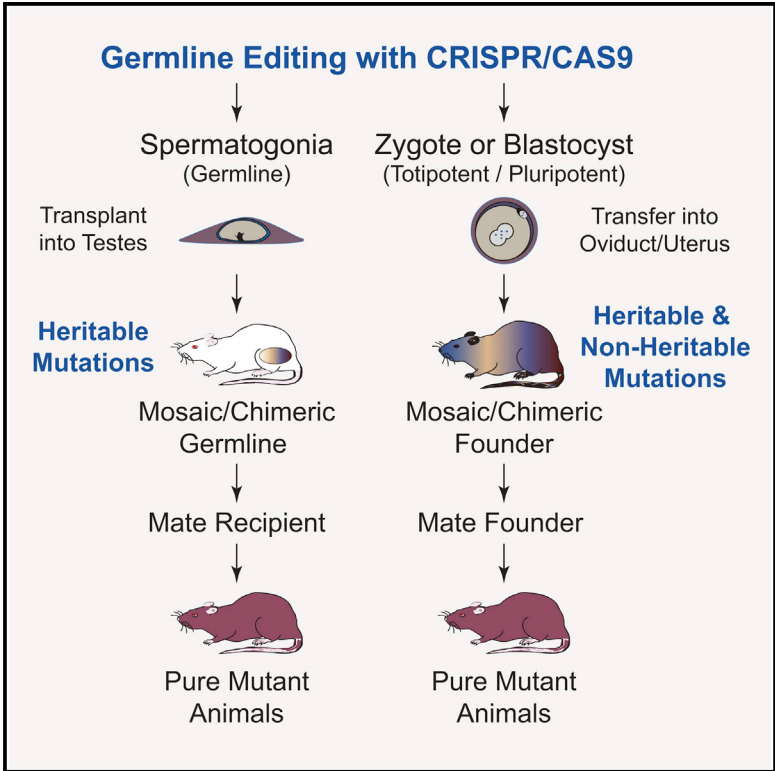 Germline Editing with CRISPR/CAS9
Spermatogonia
(Germline)
Transplant
into Testes
Heritable
Mutations
Mosaic/Chimeric
Germline
Mate Recipient
Pure Mutant
Animals
Zygote or Blastocyst
(Totipotent / Pluripotent)
Transfer into
Oviduct/Uterus
Heritable &
Non-Heritable
Mutations
Mosaic/Chimeric
Founder
Mate Founder
Pure Mutant
Animals